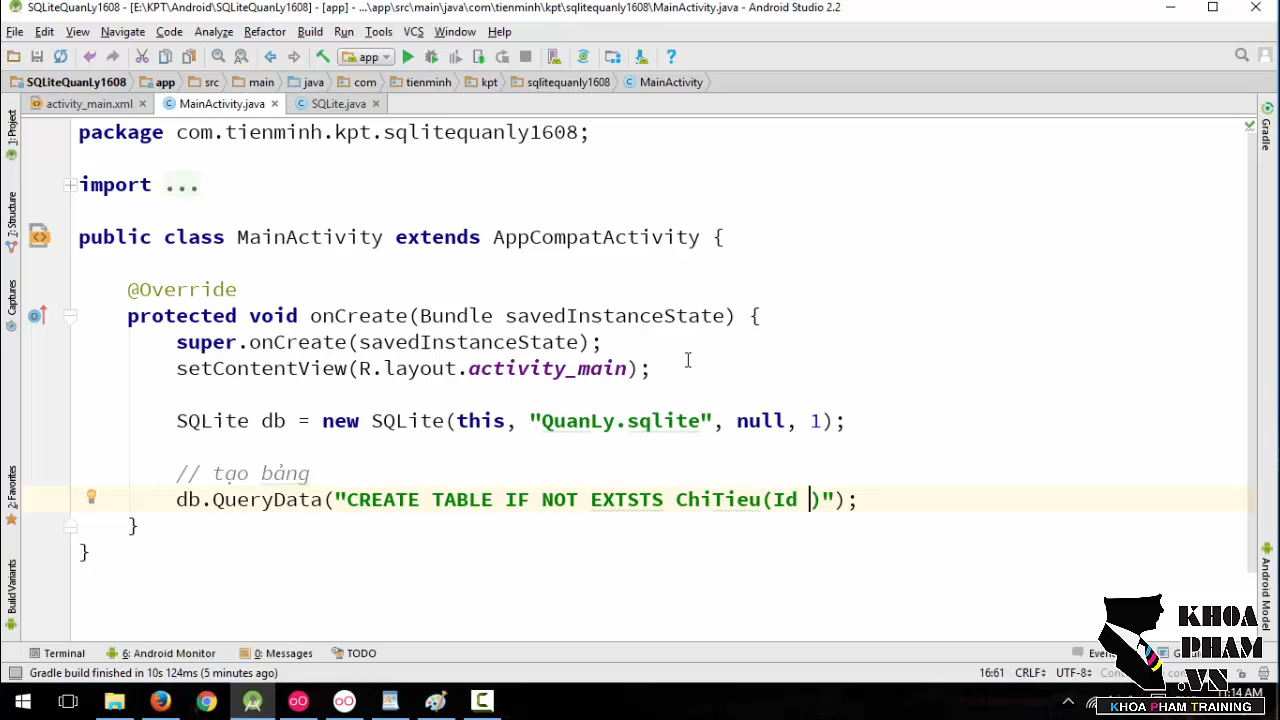 SQLiteQuanLy1608 - [E:\KPT\Android\SQLiteQuanLy1608] - [app] - ...\app\src\main\java\com\tienminh\kpt\sqlitequanly1608\MainActivity.java - Android Studio 2.2
File Edit View Navigate Code Analyze Refactor Build Run Tools VCS Window Help
app
SQLiteQuanLy1608 app src main java com tienminh kpt sqlitequanly1608 MainActivity
activity_main.xml MainActivity.java SQLite.java
1: Project
7: Structure
Captures
2: Favorites
Build Variants
package com.tienminh.kpt.sqlitequanly1608;
import ...
public class MainActivity extends AppCompatActivity {
@Override
protected void onCreate(Bundle savedInstanceState) {
super.onCreate(savedInstanceState);
setContentView(R.layout.activity_main);
SQLite db = new SQLite(this, "QuanLy.sqlite", null, 1);
// tạo bảng
db.QueryData("CREATE TABLE IF NOT EXTSTS ChiTieu(Id )");
}
}
Gradle
Android Model
Terminal 6: Android Monitor 0: Messages TODO
Gradle build finished in 10s 124ms (5 minutes ago) 16:61 CRLF÷ UTF-8÷
KHOA
PHAM
.VN
KHOA PHAM TRAINING